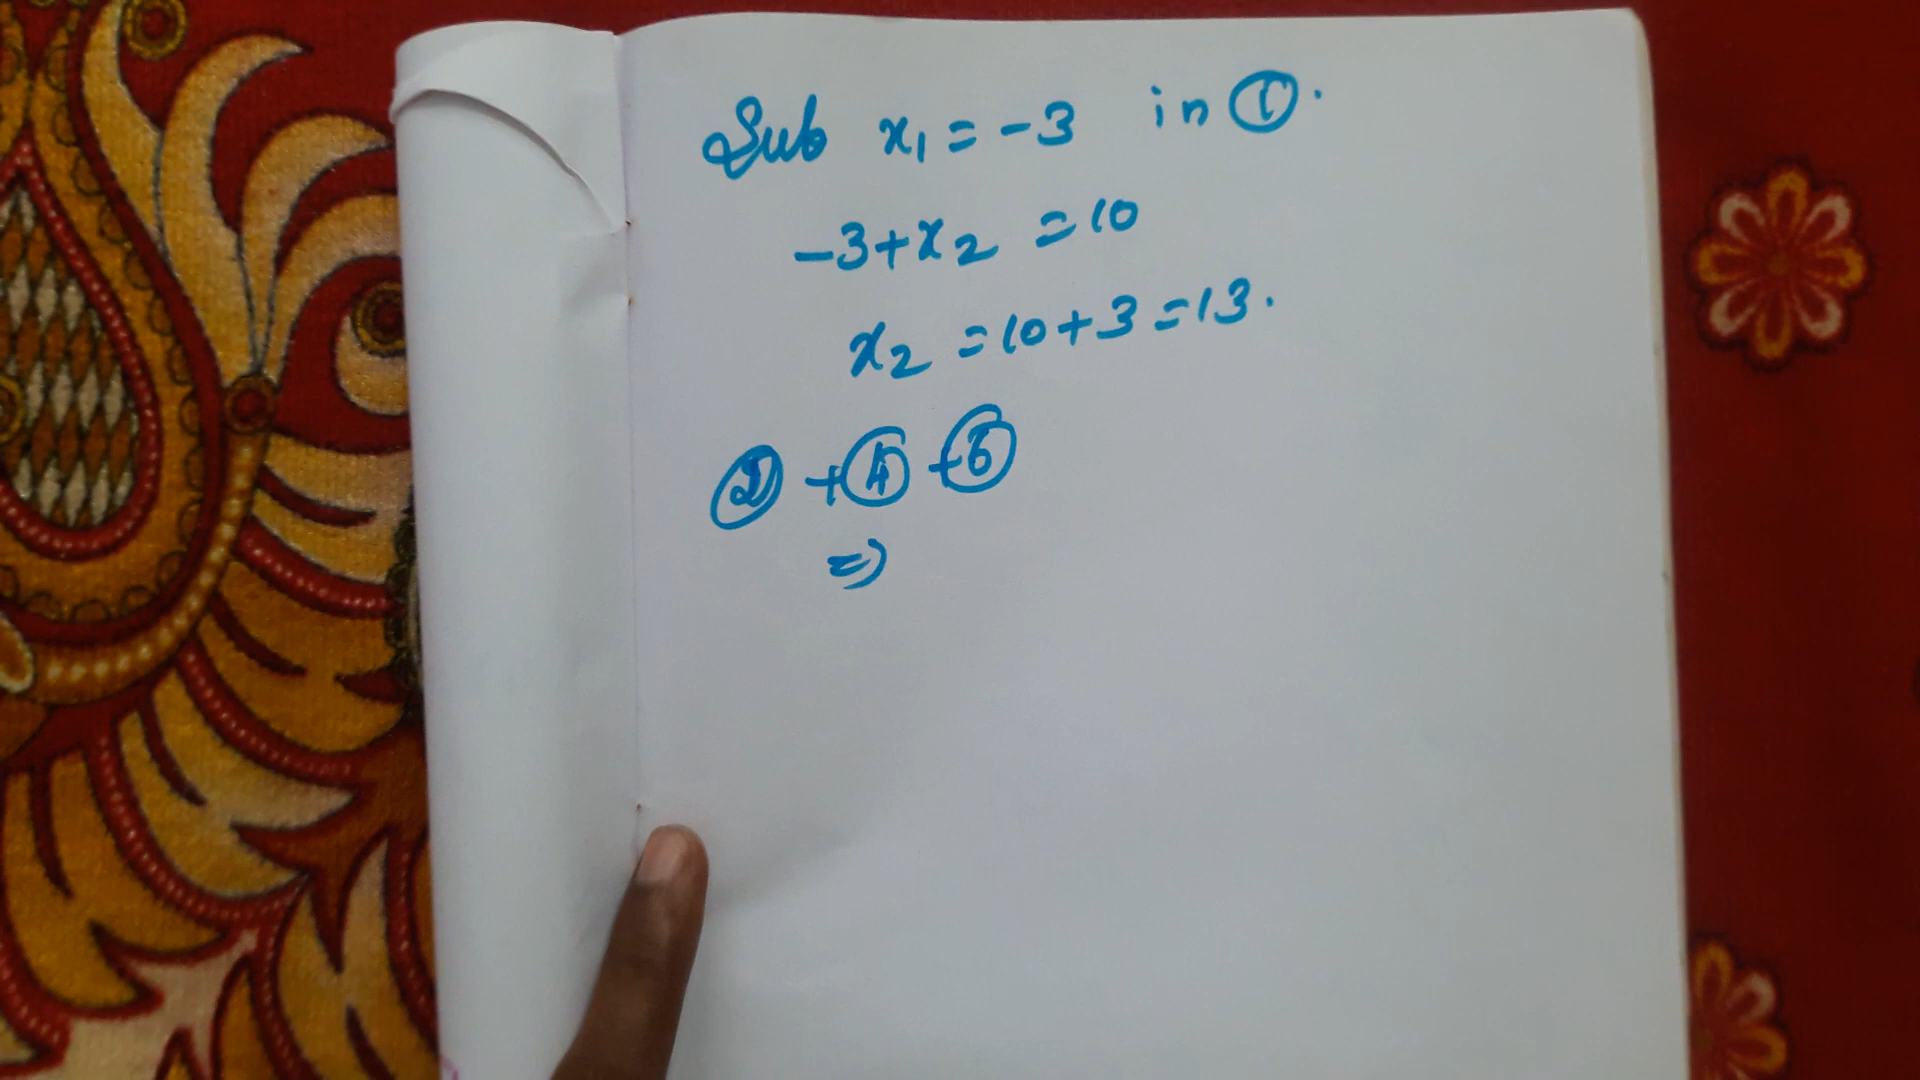 Sub x₁ = -3 in ①.
-3+x₂ = 10
x₂ = 10+3 = 13.
② + ④ + ⑥
⇒